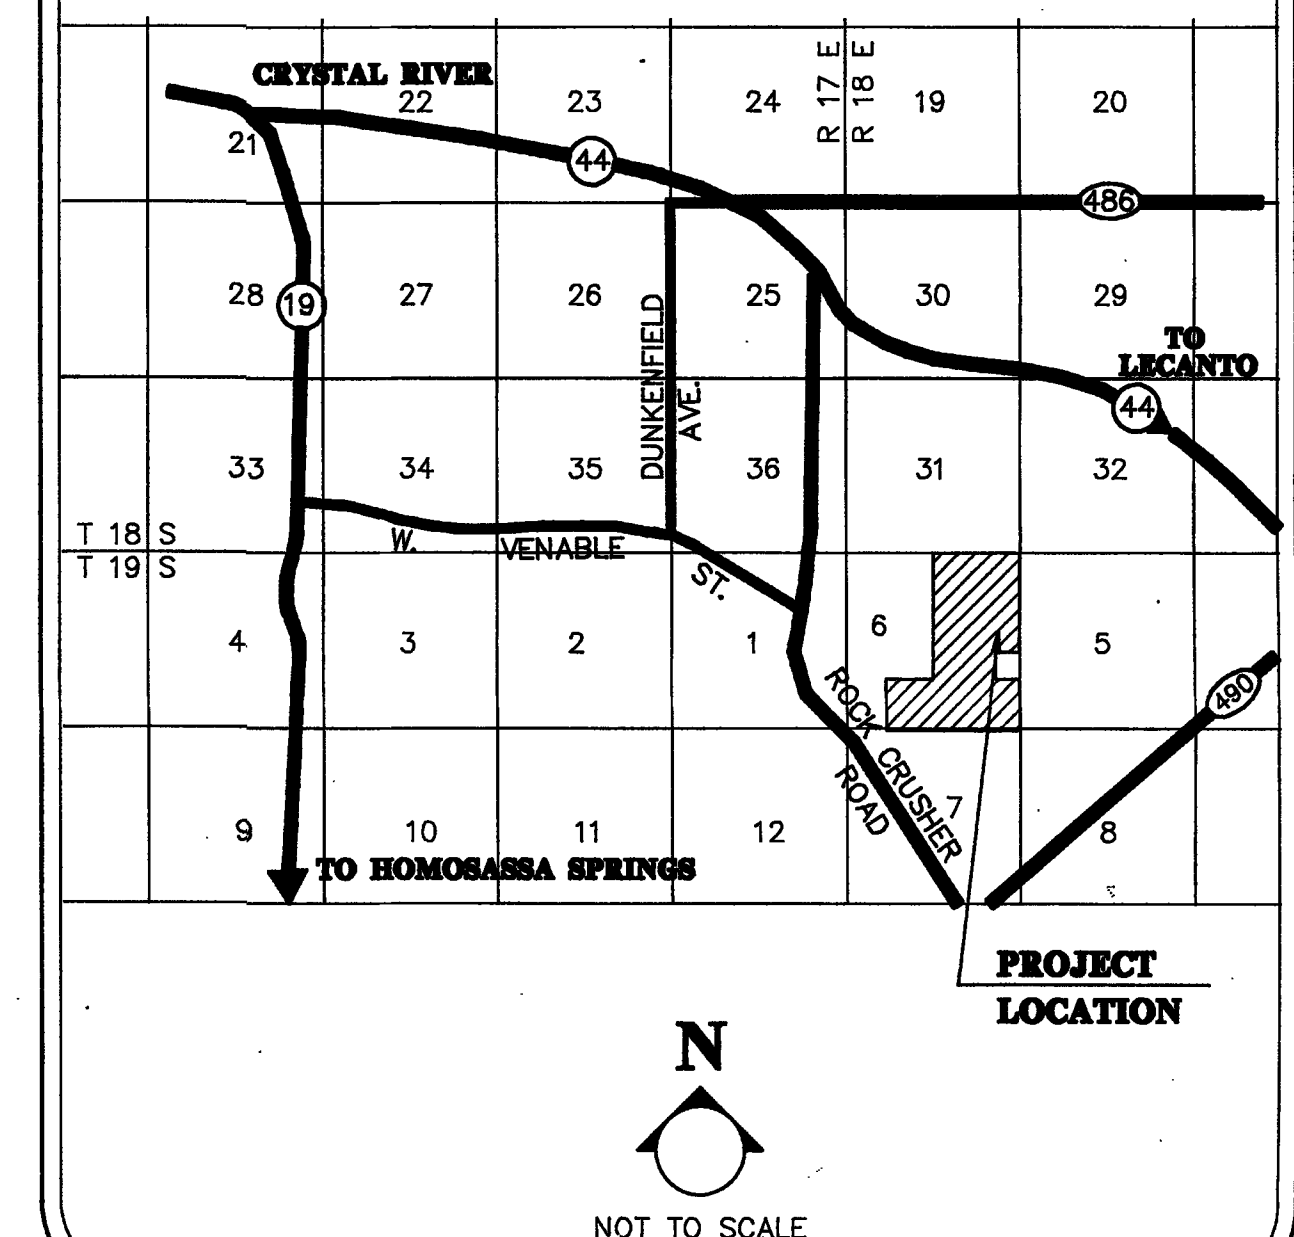 CRYSTAL RIVER
22
23
24
R 17 E
R 18 E
19
20
21
44
486
28
19
27
26
DUNKENFIELD
AVE.
25
30
29
TO
LECANTO
44
33
34
35
36
31
32
T 18 S
T 19 S
W. VENABLE ST.
4
3
2
1
6
5
490
ROCK CRUSHER
ROAD
9
10
11
12
7
8
TO HOMOSASSA SPRINGS
PROJECT
LOCATION
N
NOT TO SCALE